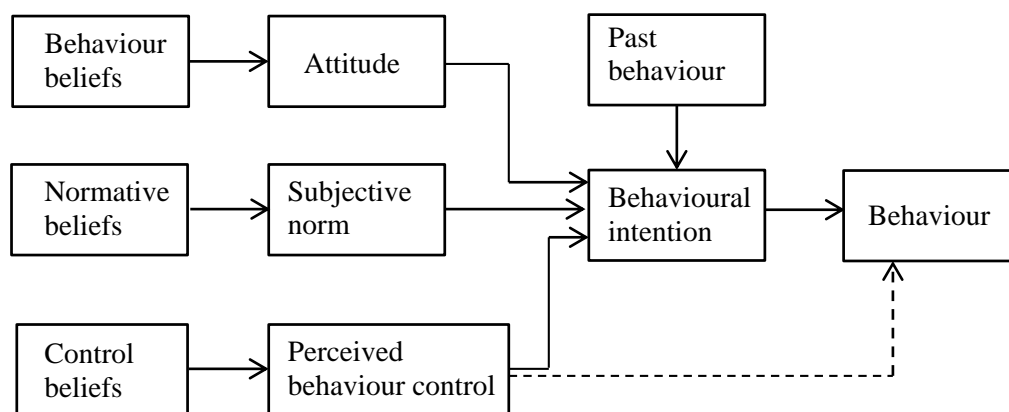 Behaviour
beliefs
Attitude
Past
behaviour
Normative
beliefs
Subjective
norm
Behavioural
intention
Behaviour
Control
beliefs
Perceived
behaviour control